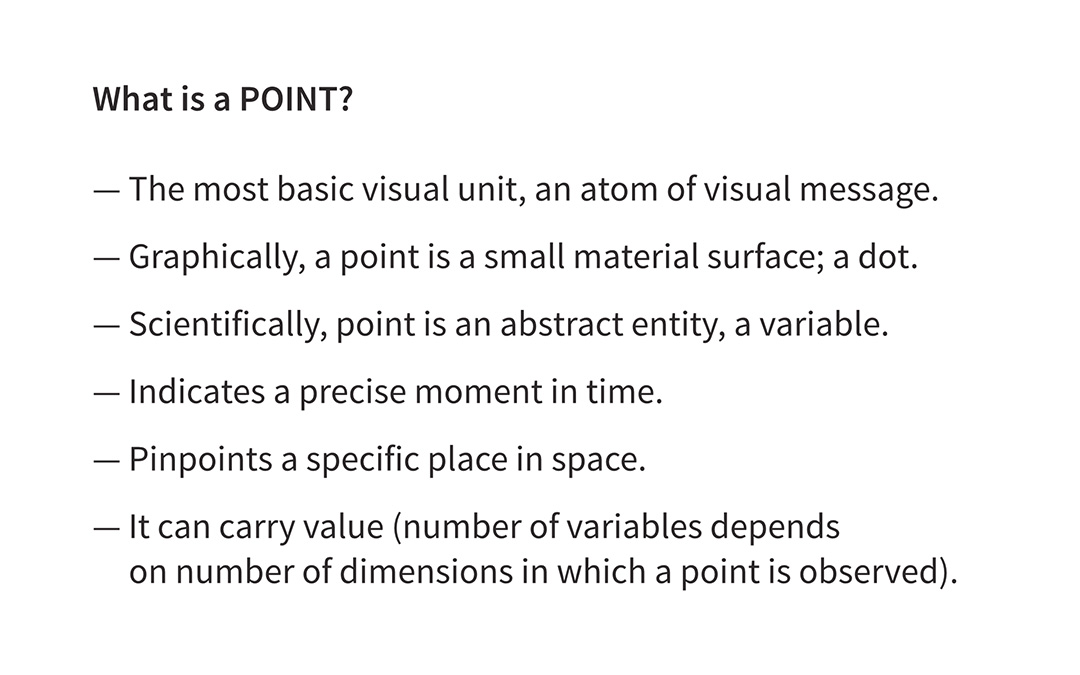 What is a POINT?
— The most basic visual unit, an atom of visual message.
— Graphically, a point is a small material surface; a dot.
— Scientifically, point is an abstract entity, a variable.
— Indicates a precise moment in time.
— Pinpoints a specific place in space.
— It can carry value (number of variables depends
on number of dimensions in which a point is observed).